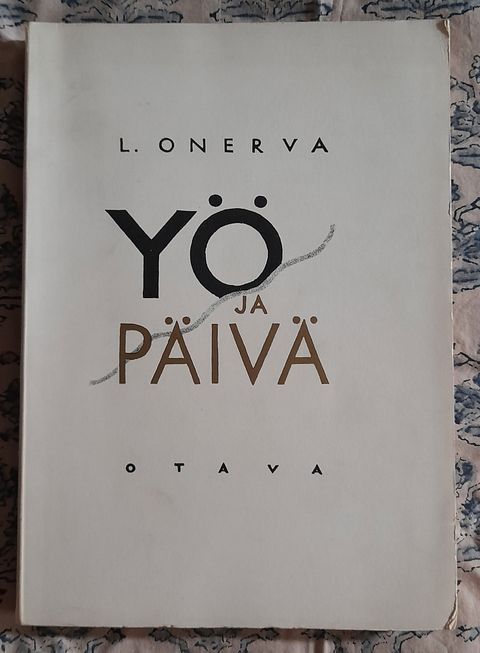 L. ONERVA
YÖ
JA
PÄIVÄ
OTAVA